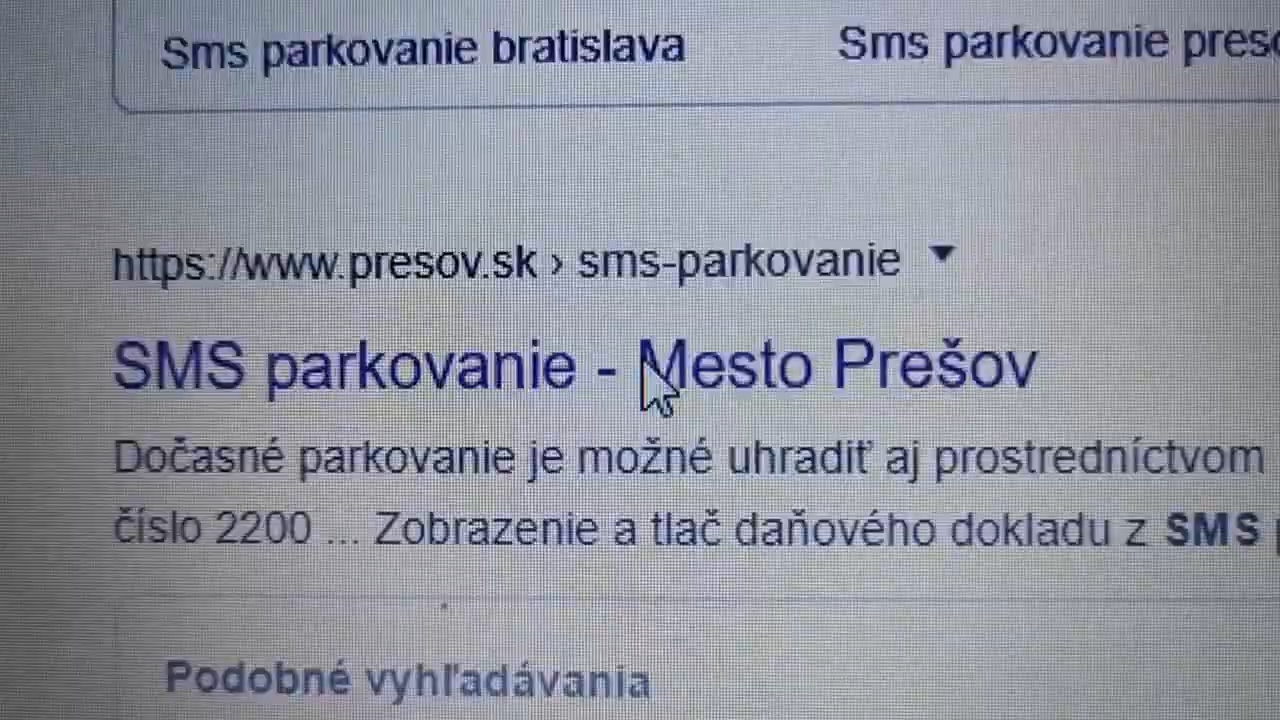 Sms parkovanie bratislava Sms parkovanie
https://www.presov.sk › sms-parkovanie
SMS parkovanie - Mesto Prešov
Dočasné parkovanie je možné uhradiť aj prostredníctvom
číslo 2200 ... Zobrazenie a tlač daňového dokladu z SMS
Podobné vyhľadávania